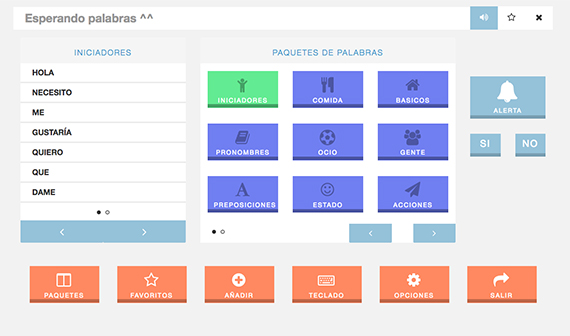 Esperando palabras ^^
INICIADORES
HOLA
NECESITO
ME
GUSTARÍA
QUIERO
QUE
DAME
PAQUETES DE PALABRAS
INICIADORES COMIDA BASICOS
PRONOMBRES OCIO GENTE
PREPOSICIONES ESTADO ACCIONES
ALERTA
SI NO
PAQUETES FAVORITOS AÑADIR TECLADO OPCIONES SALIR